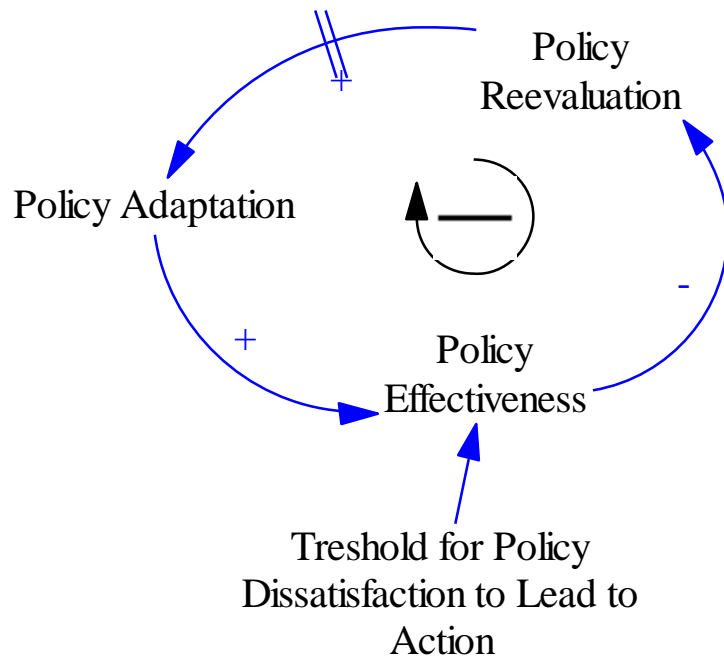 Policy
Reevaluation
+
Policy Adaptation
-
+
Policy
Effectiveness
Treshold for Policy
Dissatisfaction to Lead to
Action